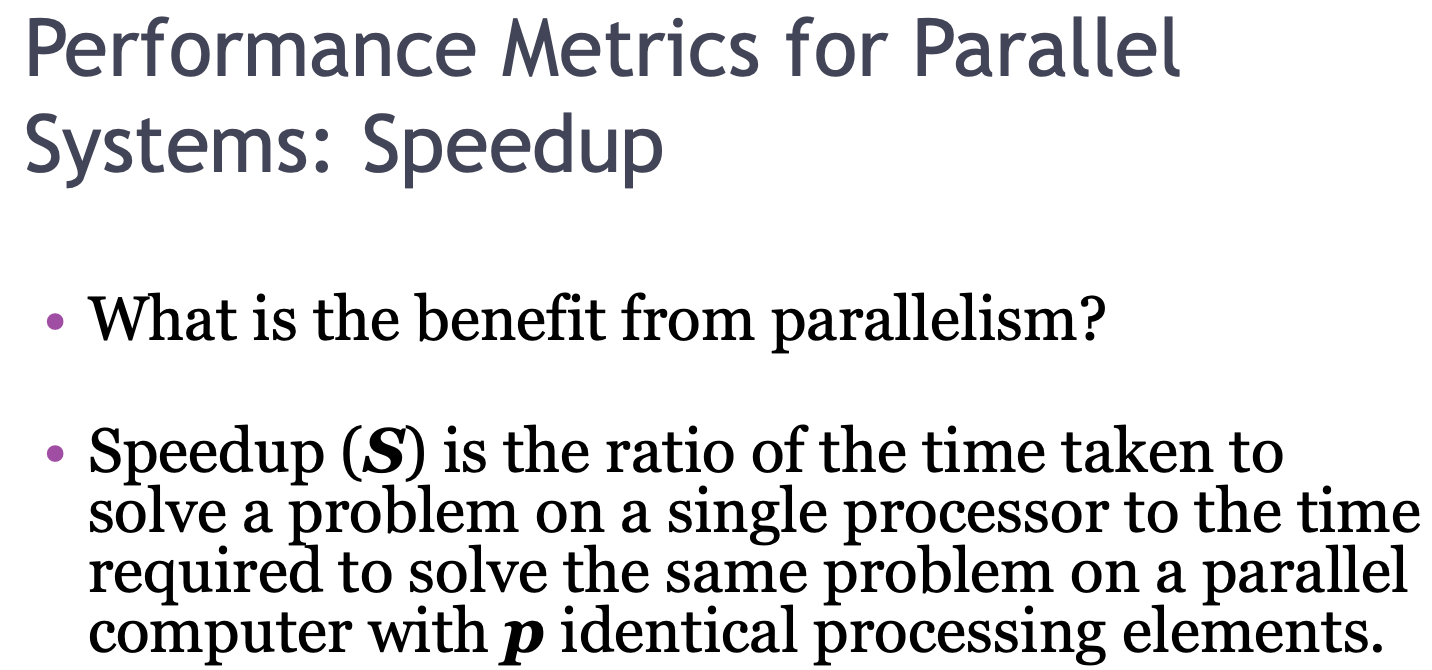 Performance Metrics for Parallel
Systems: Speedup
• What is the benefit from parallelism?
• Speedup (S) is the ratio of the time taken to
solve a problem on a single processor to the time
required to solve the same problem on a parallel
computer with p identical processing elements.